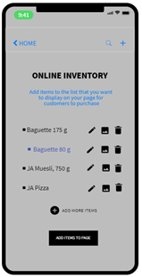 9:41
HOME
ONLINE INVENTORY
Add items to the list that you want
to display on your page for
customers to purchase
Baguette 175 g
Baguette 80 g
JA Muesli, 750 g
JA Pizza
ADD MORE ITEMS
ADD ITEMS TO PAGE